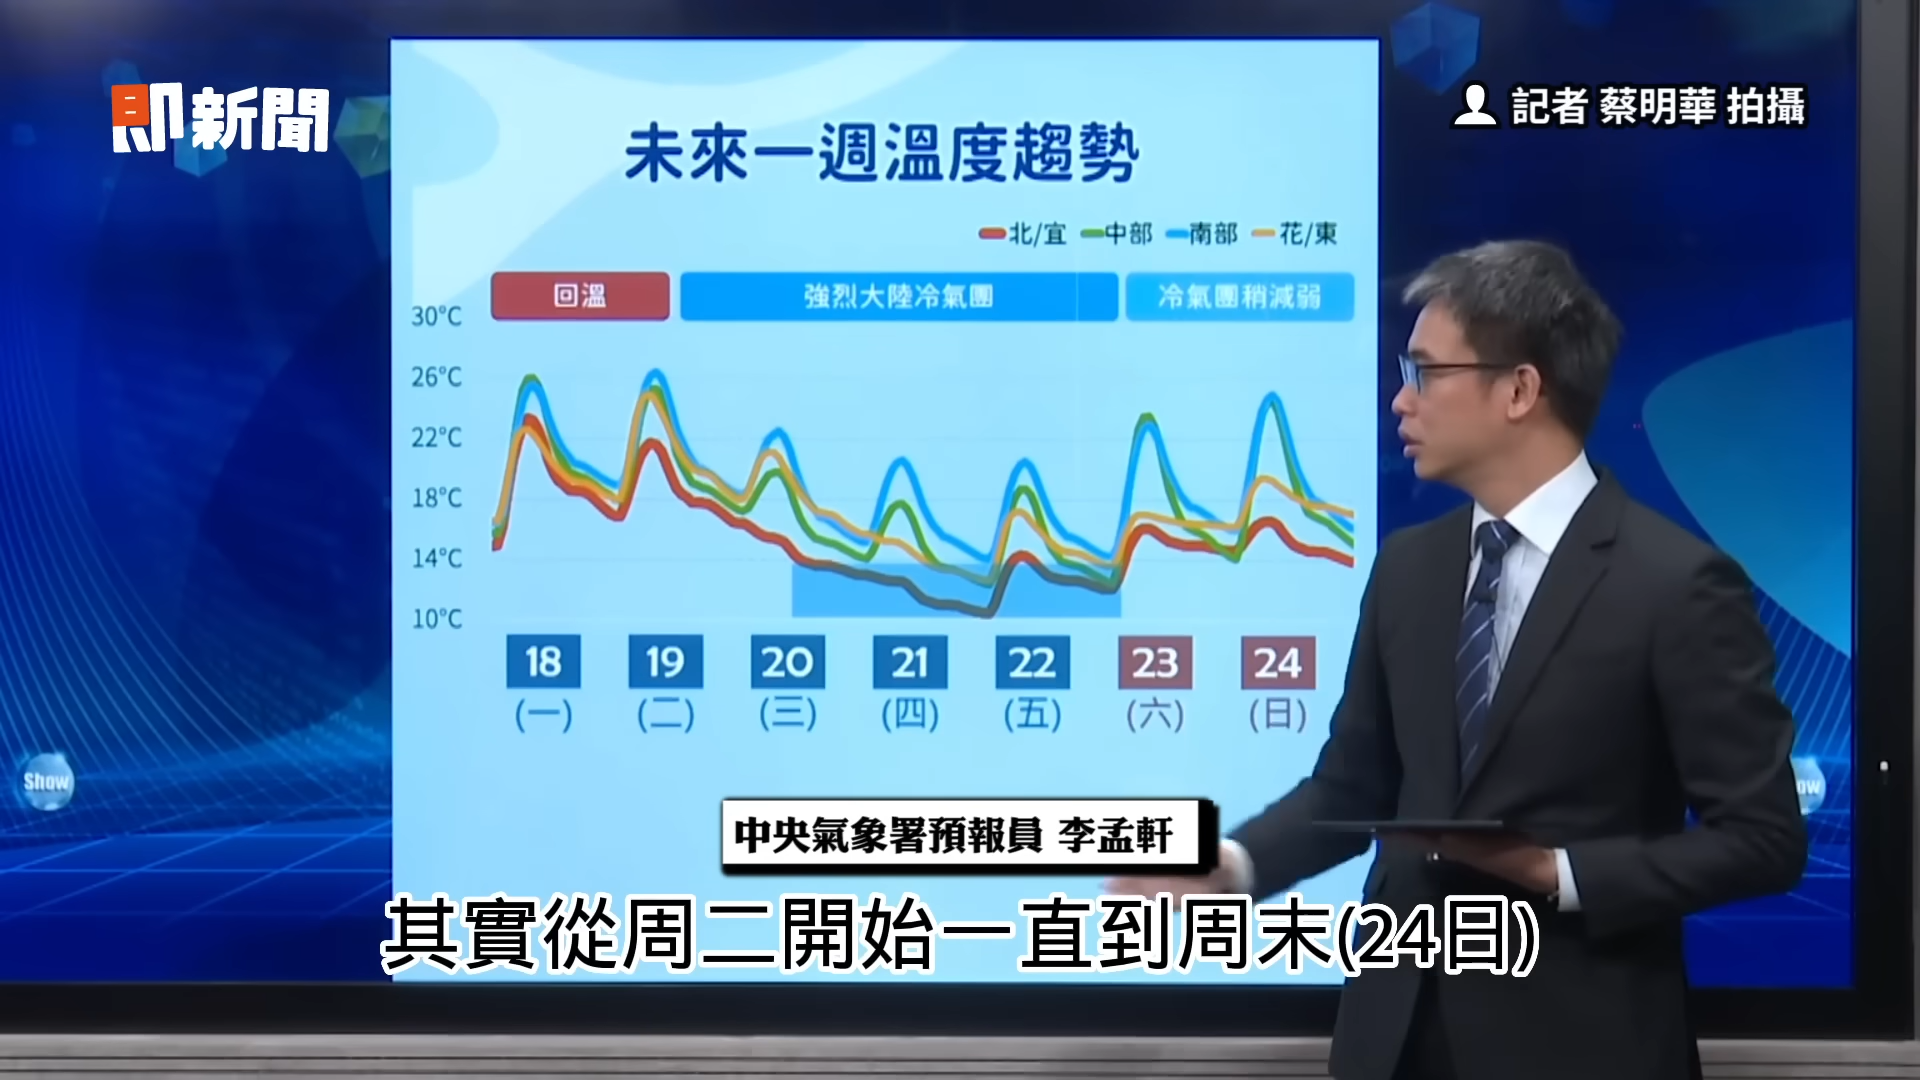 即新聞
記者 蔡明華 拍攝
未來一週溫度趨勢
北/宜 中部 南部 花/東
回溫 強烈大陸冷氣團 冷氣團稍減弱
30°C
26°C
22°C
18°C
14°C
10°C
18 19 20 21 22 23 24
(一) (二) (三) (四) (五) (六) (日)
Show
ow
中央氣象署預報員 李孟軒
其實從周二開始一直到周末(24日)